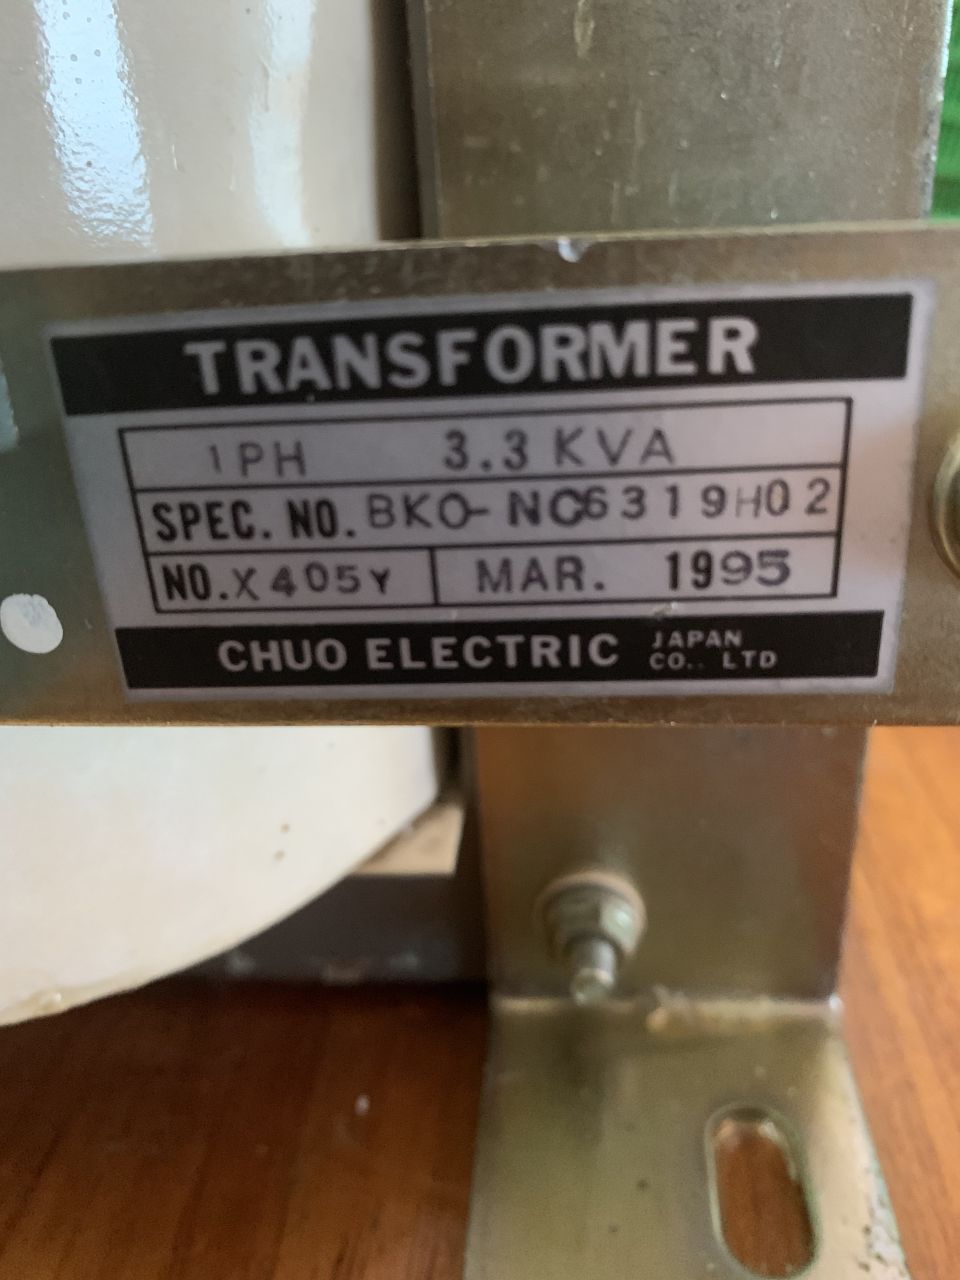 TRANSFORMER
1PH 3.3 KVA
SPEC. NO. BKO-NC6319H02
NO. X405Y MAR. 1995
CHUO ELECTRIC JAPAN CO., LTD